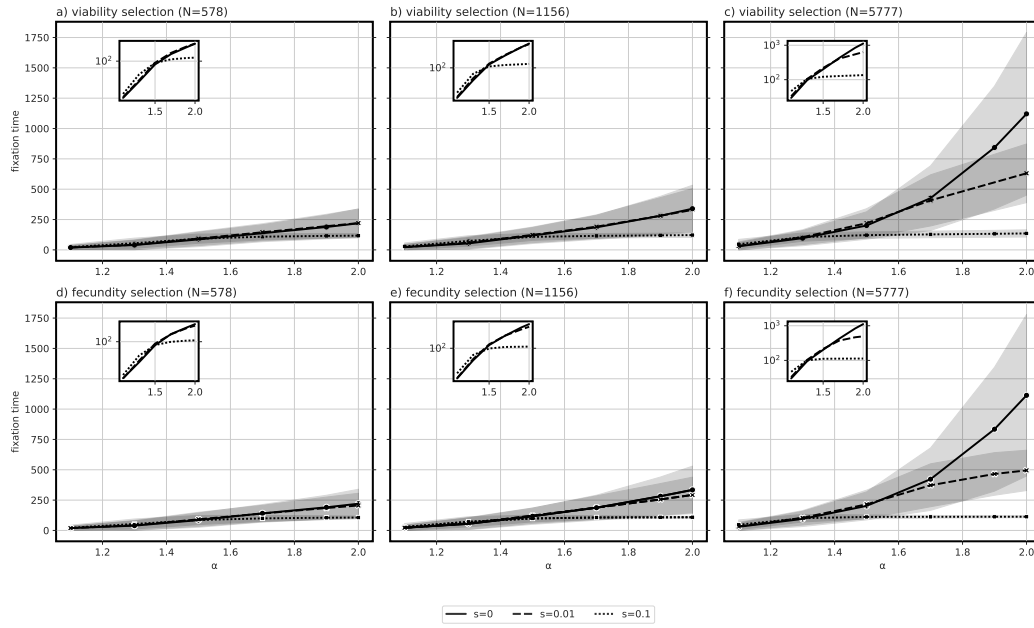 a) viability selection (N=578)
b) viability selection (N=1156)
c) viability selection (N=5777)
fixation time
1750
1500
1250
1000
750
500
250
0
10²
1.5 2.0
10²
1.5 2.0
10³
10²
1.5 2.0
1.2 1.4 1.6 1.8 2.0
1.2 1.4 1.6 1.8 2.0
1.2 1.4 1.6 1.8 2.0
d) fecundity selection (N=578)
e) fecundity selection (N=1156)
f) fecundity selection (N=5777)
fixation time
1750
1500
1250
1000
750
500
250
0
10²
1.5 2.0
10²
1.5 2.0
10³
10²
1.5 2.0
1.2 1.4 1.6 1.8 2.0
1.2 1.4 1.6 1.8 2.0
1.2 1.4 1.6 1.8 2.0
α
α
α
s=0 s=0.01 s=0.1